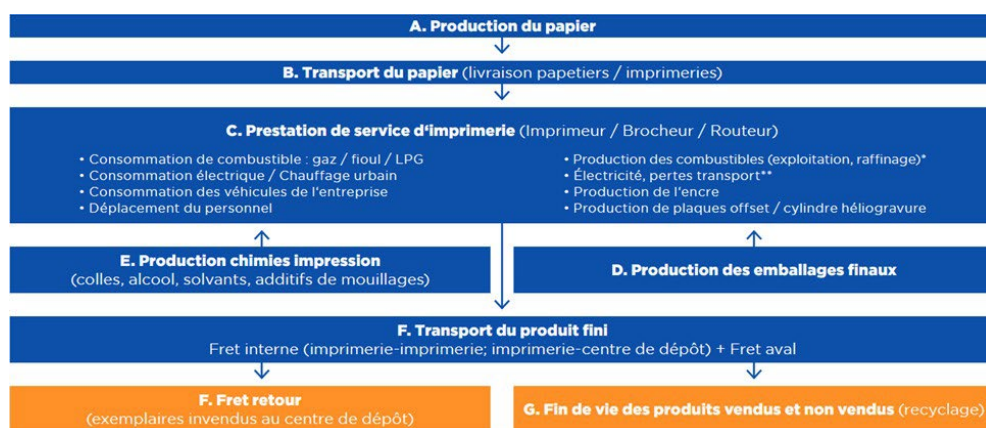 A. Production du papier
B. Transport du papier (livraison papetiers / imprimeries)
C. Prestation de service d'imprimerie (Imprimeur / Brocheur / Routeur)
• Consommation de combustible : gaz / fioul / LPG
• Consommation électrique / Chauffage urbain
• Consommation des véhicules de l'entreprise
• Déplacement du personnel
• Production des combustibles (exploitation, raffinage)*
• Électricité, pertes transport**
• Production de l'encre
• Production de plaques offset / cylindre héliogravure
E. Production chimies impression
(colles, alcool, solvants, additifs de mouillages)
D. Production des emballages finaux
F. Transport du produit fini
Fret interne (imprimerie-imprimerie; imprimerie-centre de dépôt) + Fret aval
F. Fret retour
(exemplaires invendus au centre de dépôt)
G. Fin de vie des produits vendus et non vendus (recyclage)